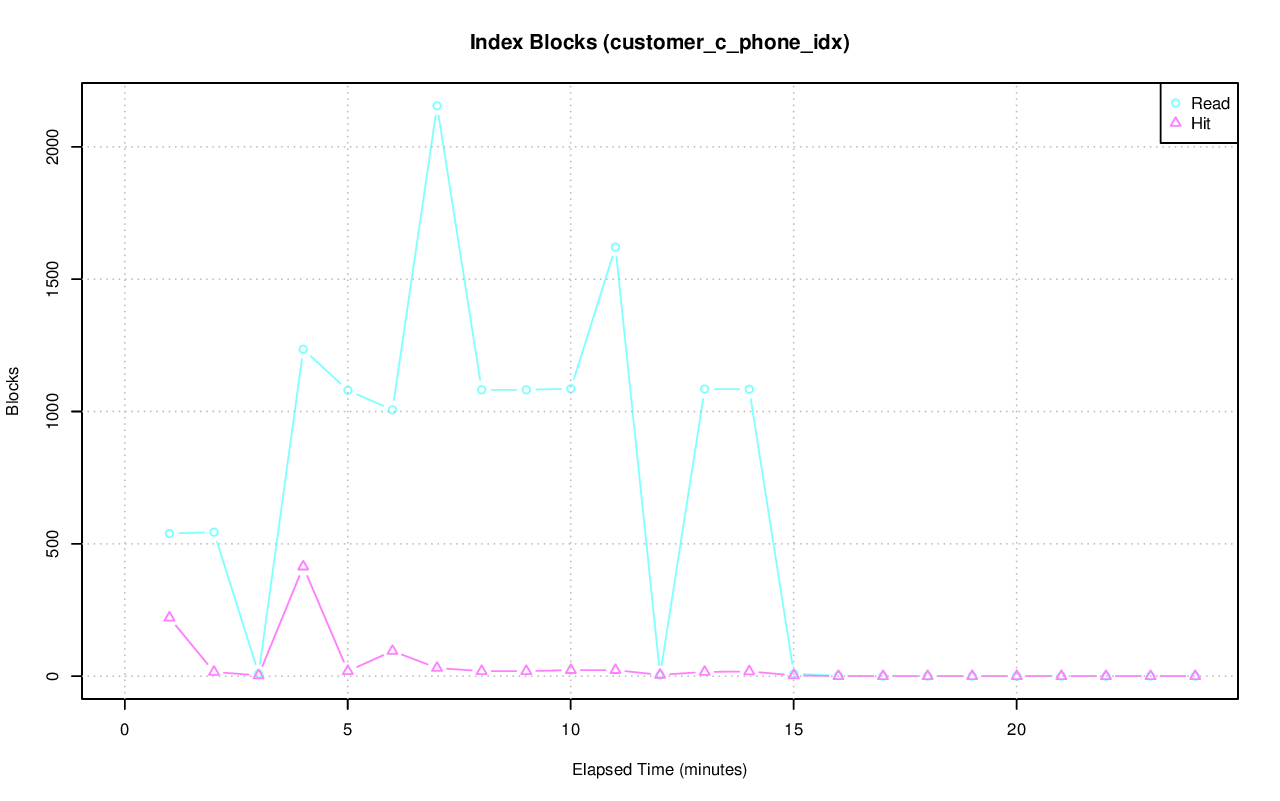 Index Blocks (customer_c_phone_idx)
Read
Hit
2000
1500
1000
500
0
Blocks
0 5 10 15 20
Elapsed Time (minutes)